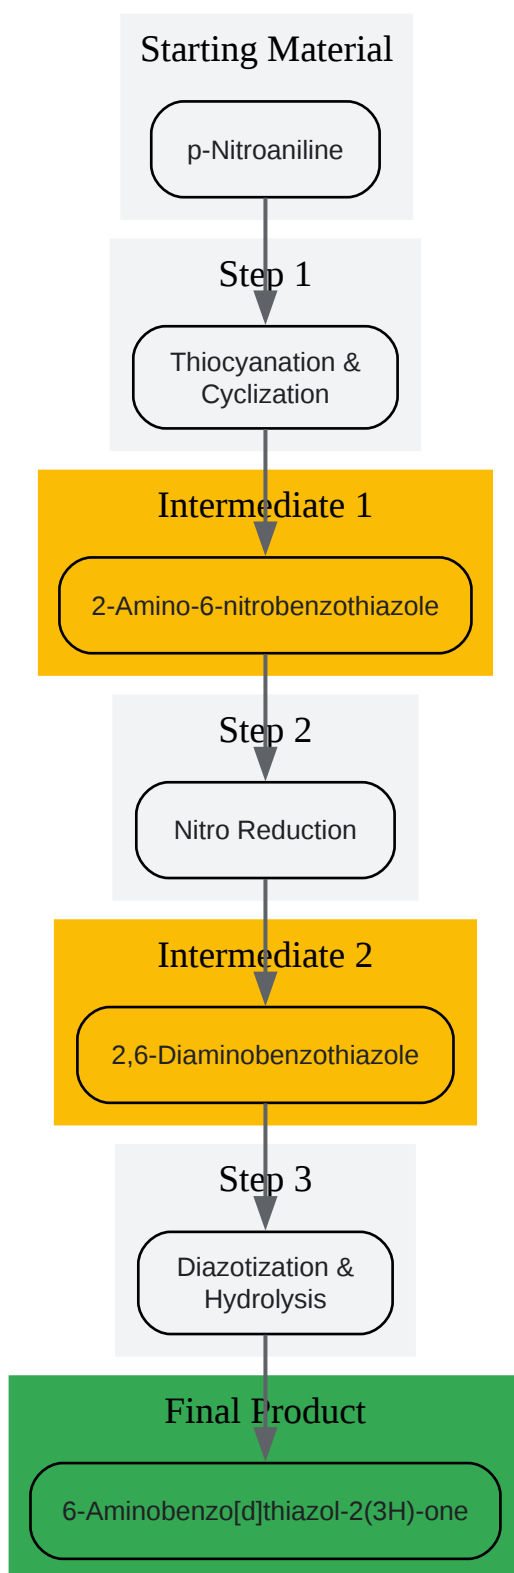 Starting Material
p-Nitroaniline
Step 1
Thiocyanation &
Cyclization
Intermediate 1
2-Amino-6-nitrobenzothiazole
Step 2
Nitro Reduction
Intermediate 2
2,6-Diaminobenzothiazole
Step 3
Diazotization &
Hydrolysis
Final Product
6-Aminobenzo[d]thiazol-2(3H)-one